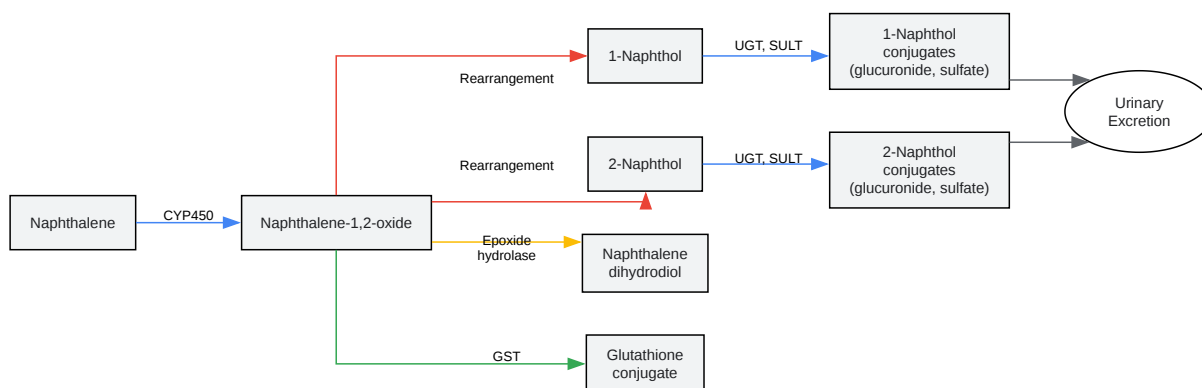 1-Naphthol
UGT, SULT
1-Naphthol
conjugates
(glucuronide, sulfate)
Rearrangement
Urinary
Excretion
Rearrangement
2-Naphthol
UGT, SULT
2-Naphthol
conjugates
(glucuronide, sulfate)
Naphthalene
CYP450
Naphthalene-1,2-oxide
Epoxide
hydrolase
Naphthalene
dihydrodiol
GST
Glutathione
conjugate